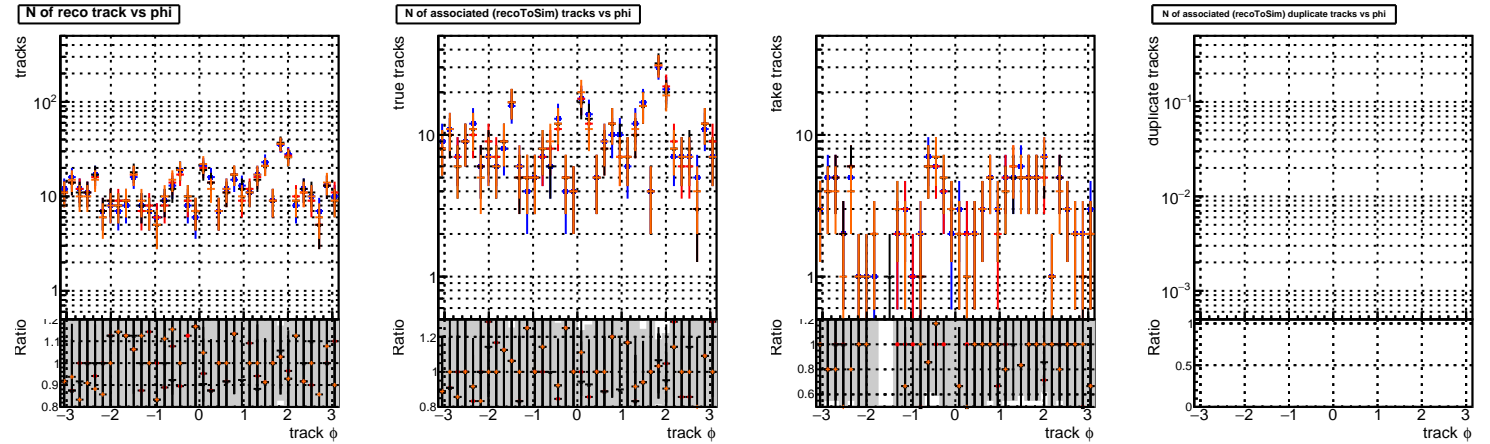 N of reco track vs phi
tracks
10²
10
1
Ratio
1.2
1.1
1
0.9
0.8
−3 −2 −1 0 1 2 3
track ϕ
N of associated (recoToSim) tracks vs phi
true tracks
10
1
Ratio
1.2
1
0.8
−3 −2 −1 0 1 2 3
track ϕ
fake tracks
10
1
Ratio
1.2
1
0.8
0.6
−3 −2 −1 0 1 2 3
track ϕ
N of associated (recoToSim) duplicate tracks vs phi
duplicate tracks
10⁻¹
10⁻²
10⁻³
Ratio
1
0.5
0
−3 −2 −1 0 1 2 3
track ϕ